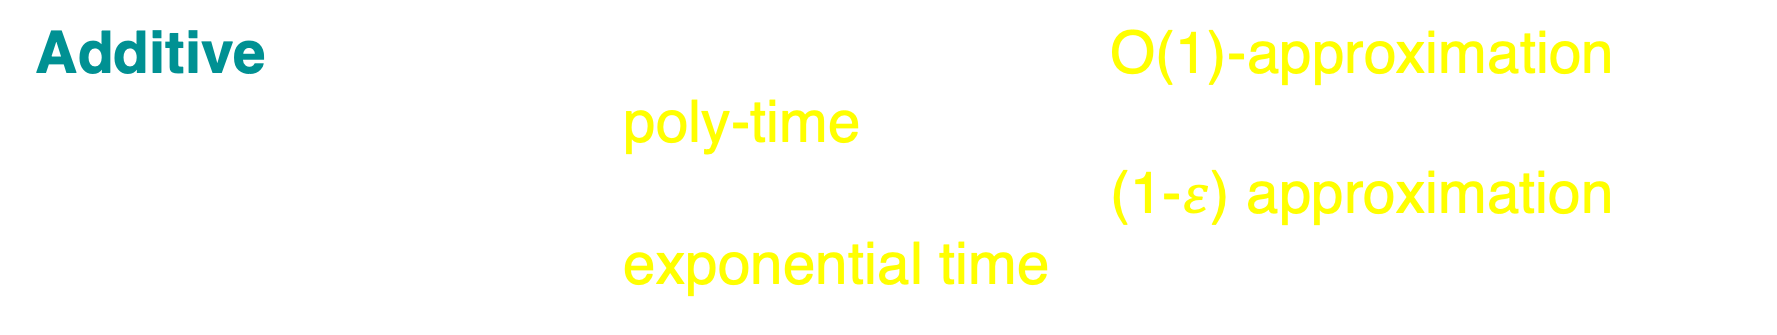 Additive O(1)-approximation
poly-time
(1-ε) approximation
exponential time